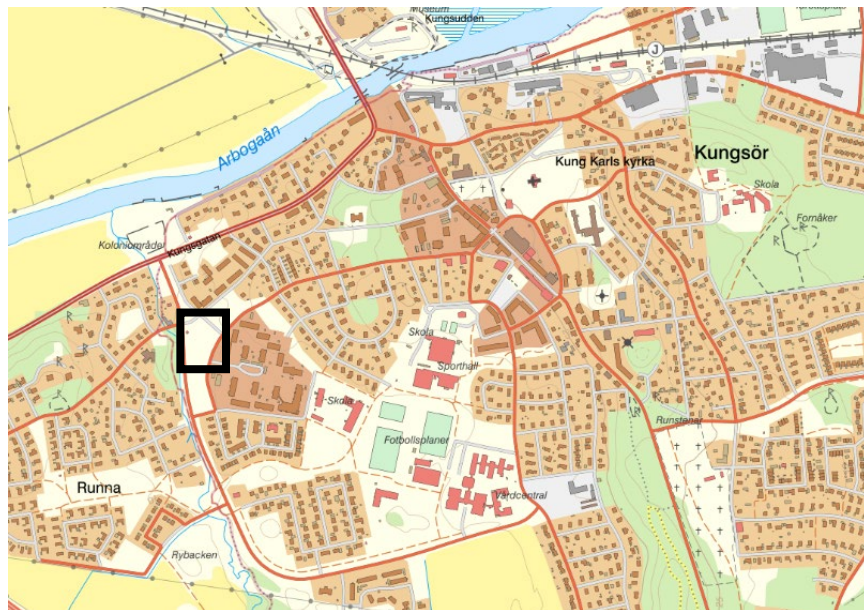 Museum
Kungsudden
Idrottsplats
J
Arbogaån
Kung Karls kyrka
Kungsör
Skola
Fornåker
R
R
Koloniområde
Kungsgatan
R
R
Skola
Sporthall
R
Skola
Runstenar
Fotbollsplaner
Runna
Vårdcentral
Rybacken